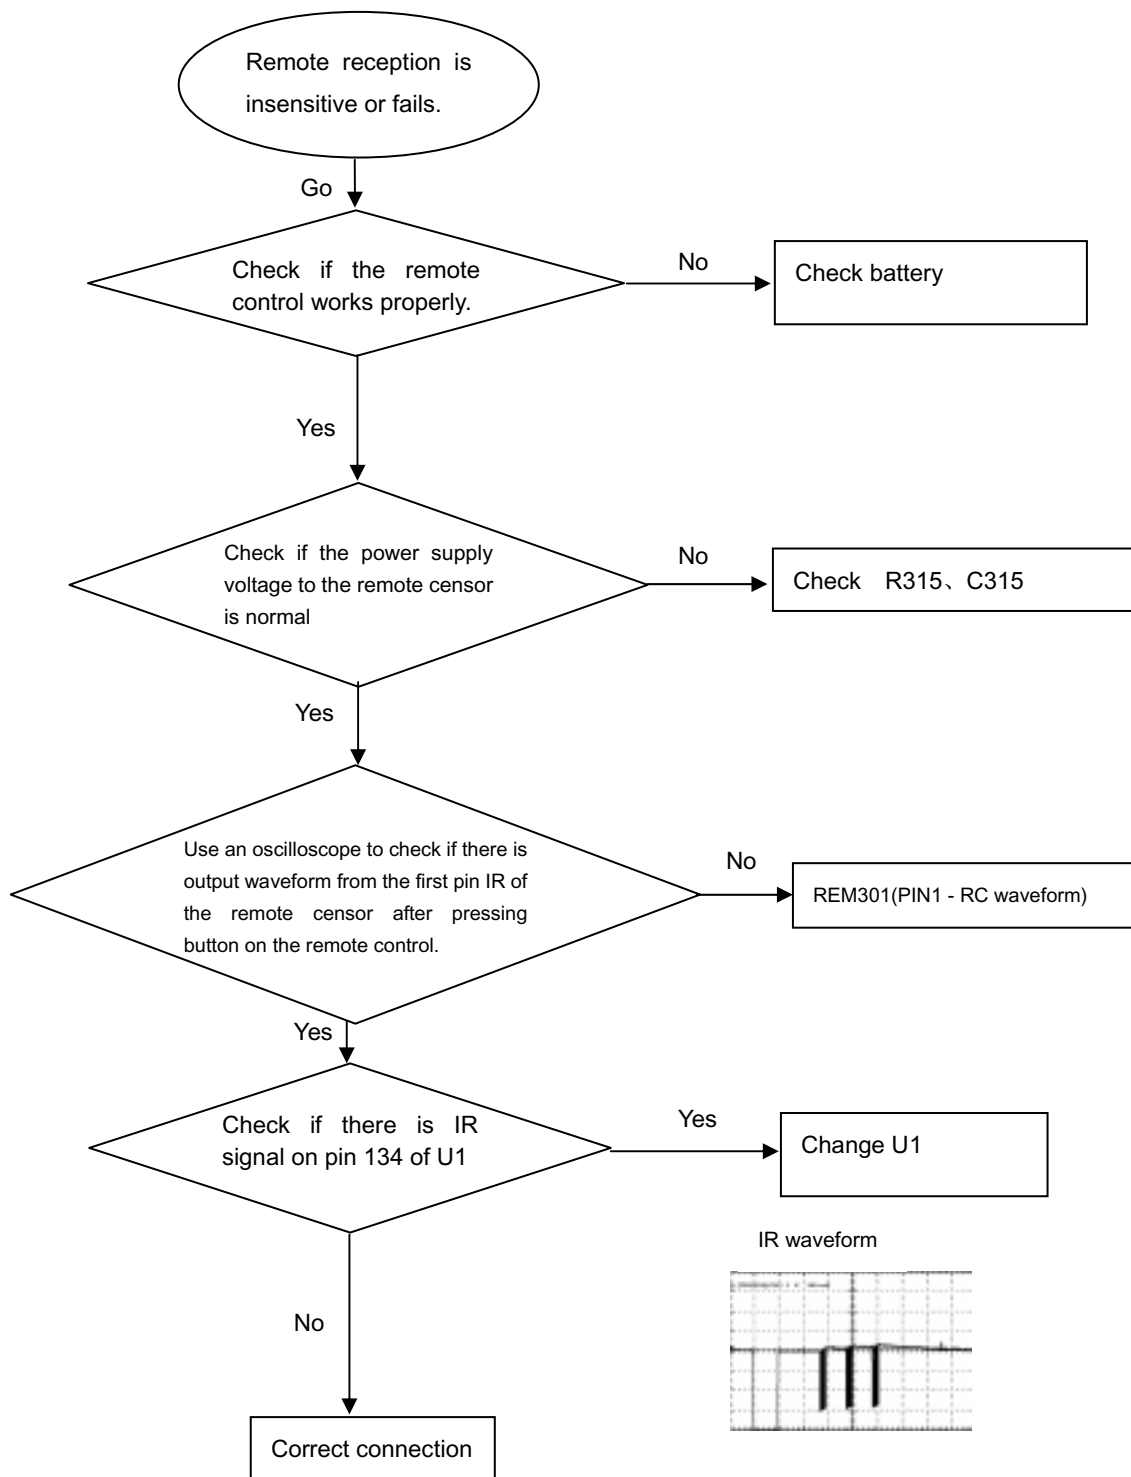 Remote reception is
insensitive or fails.
Go
Check if the remote
control works properly.
No
Check battery
Yes
Check if the power supply
voltage to the remote censor
is normal
No
Check R315、C315
Yes
Use an oscilloscope to check if there is
output waveform from the first pin IR of
the remote censor after pressing
button on the remote control.
No
REM301(PIN1 - RC waveform)
Yes
Check if there is IR
signal on pin 134 of U1
Yes
Change U1
IR waveform
No
Correct connection